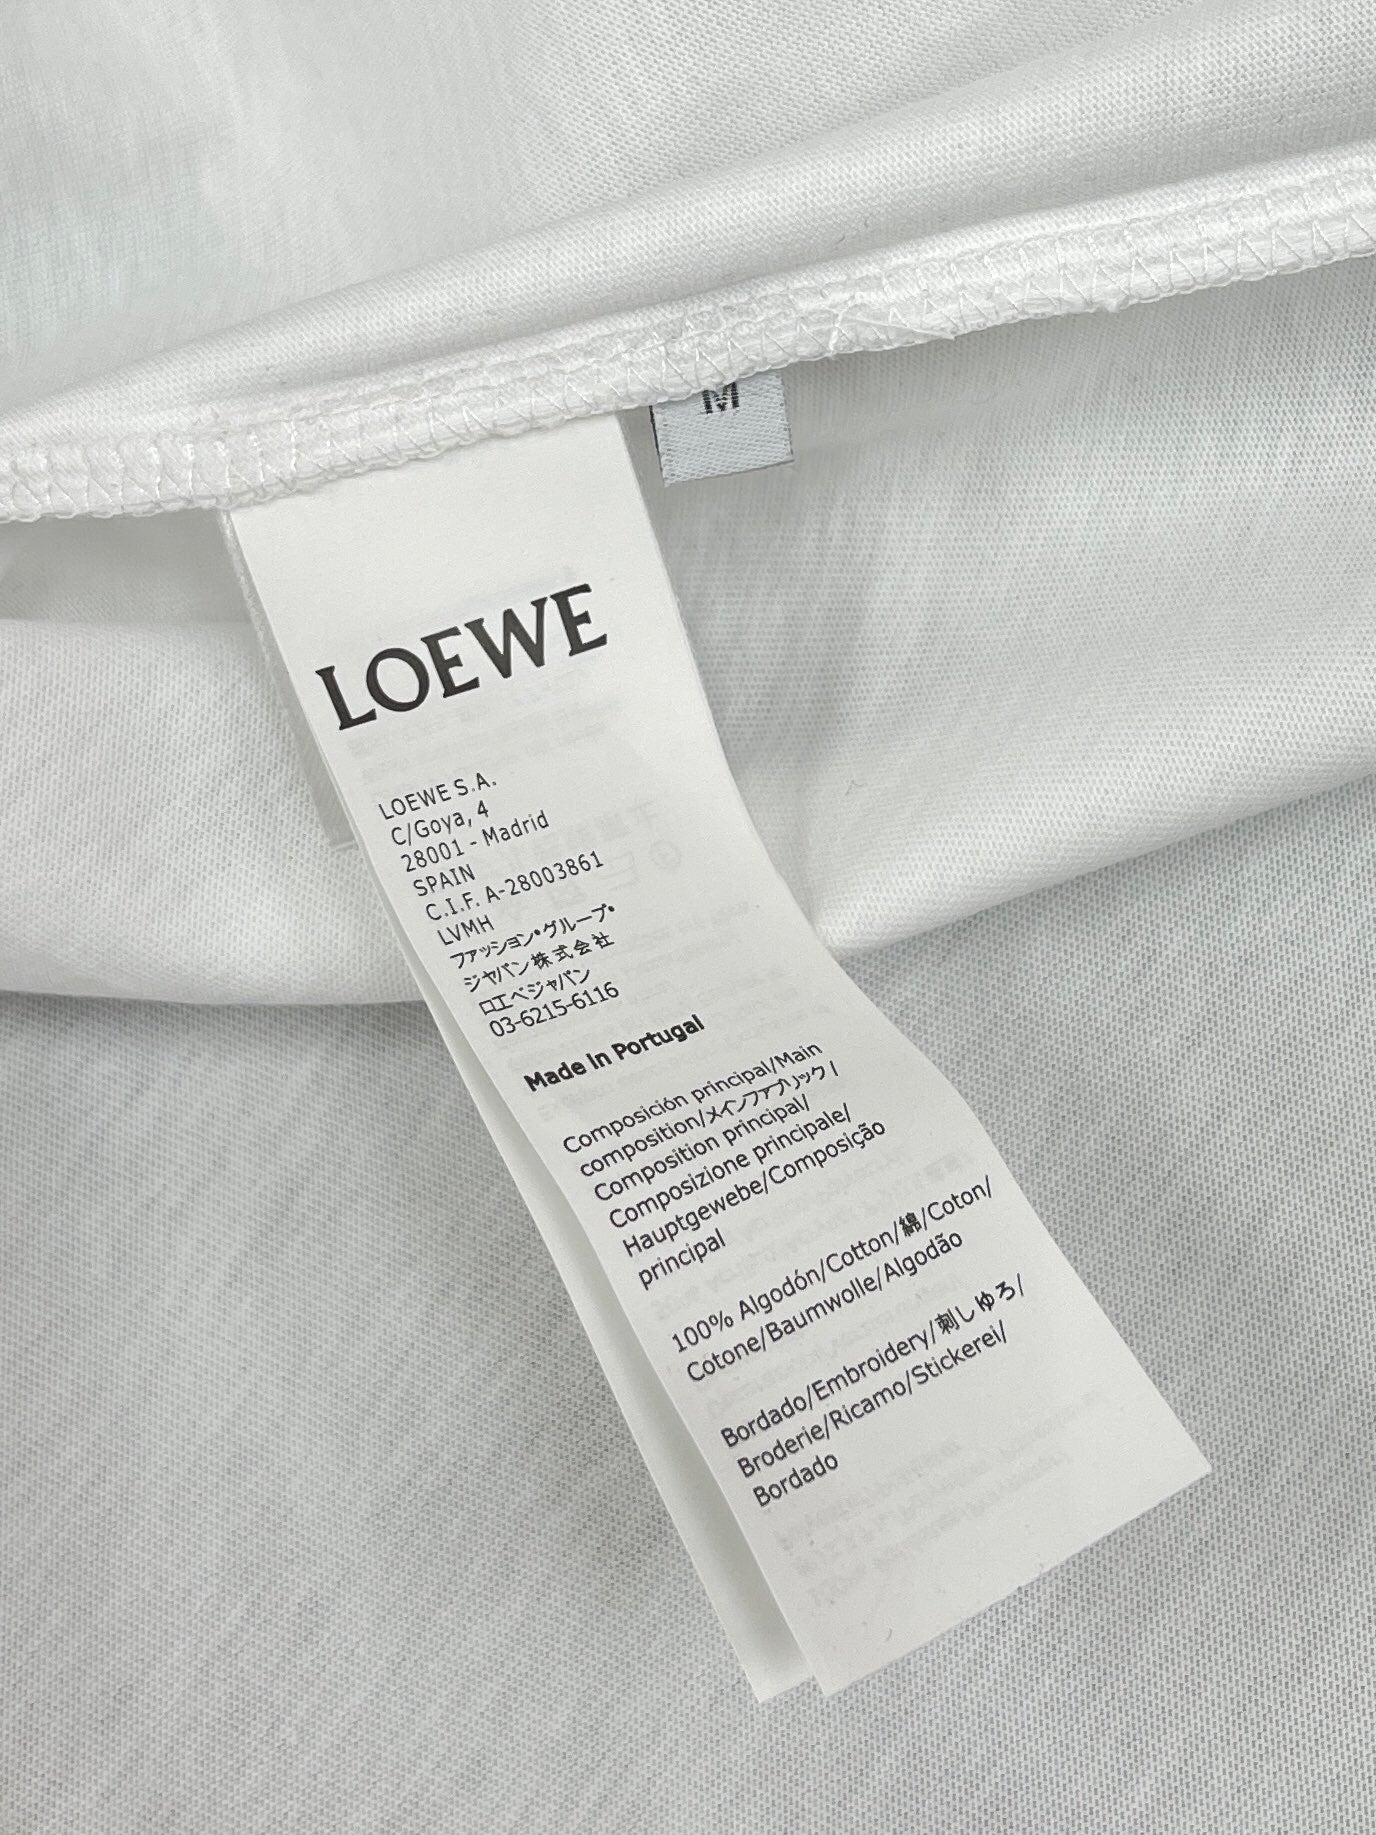 M
LOEWE
LOEWE S.A.
C/Goya, 4
28001 - Madrid
SPAIN
C.I.F. A-28003861
LVMH
ファッション・グループ・
ジャパン株式会社
ロエベジャパン
03-6215-6116
Made in Portugal
Composición principal/Main
composition/メインファブリック /
Composition principal/
Composizione principale/
Hauptgewebe/Composição
principal
100% Algodón/Cotton/綿/Coton/
Cotone/Baumwolle/Algodão
Bordado/Embroidery/刺しゆろ/
Broderie/Ricamo/Stickerei/
Bordado